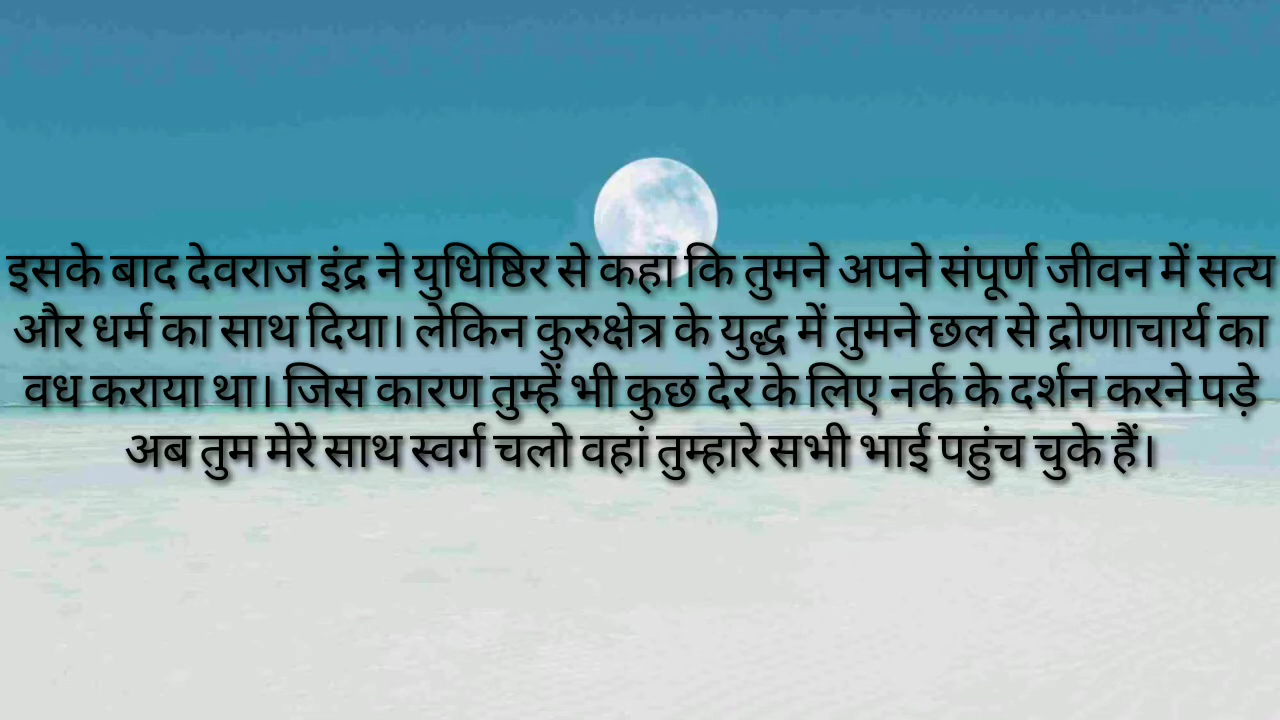 इसके बाद देवराज इंद्र ने युधिष्ठिर से कहा कि तुमने अपने संपूर्ण जीवन में सत्य
और धर्म का साथ दिया। लेकिन कुरुक्षेत्र के युद्ध में तुमने छल से द्रोणाचार्य का
वध कराया था। जिस कारण तुम्हें भी कुछ देर के लिए नर्क के दर्शन करने पड़े
अब तुम मेरे साथ स्वर्ग चलो वहां तुम्हारे सभी भाई पहुंच चुके हैं।